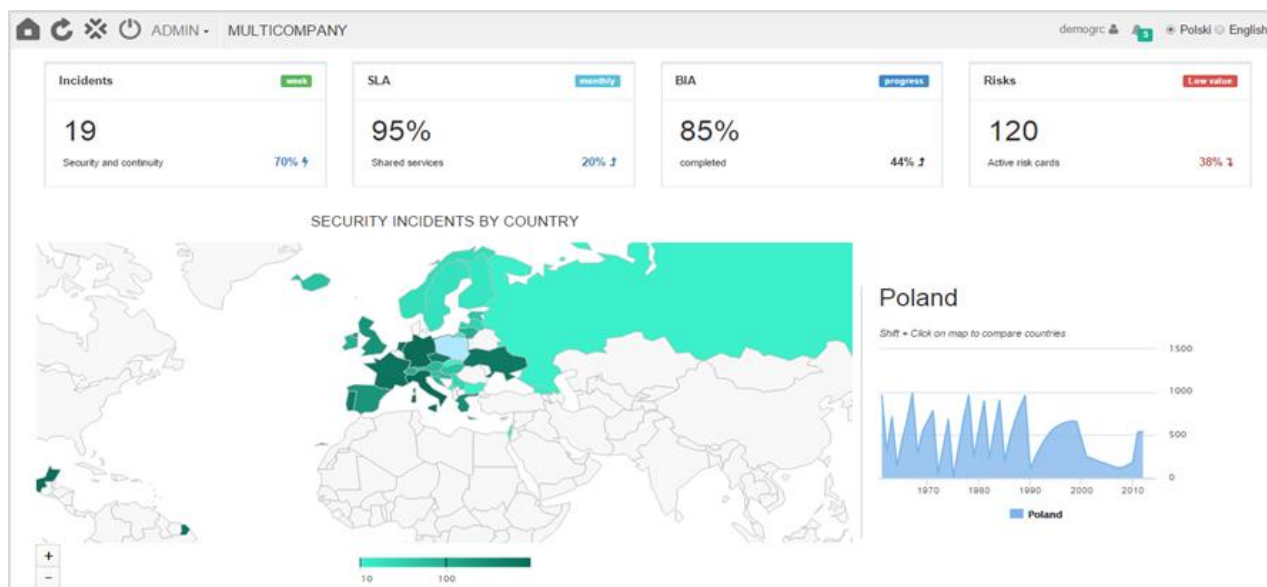 ADMIN MULTICOMPANY demogrc 3 Polski English
Incidents week SLA monthly BIA progress Risks Low value
19 95% 85% 120
Security and continuity 70% Shared services 20% completed 44% Active risk cards 38%
SECURITY INCIDENTS BY COUNTRY
Poland
Shift + Click on map to compare countries
1500
1000
500
0
1970 1980 1990 2000 2010
Poland
+
−
10 100